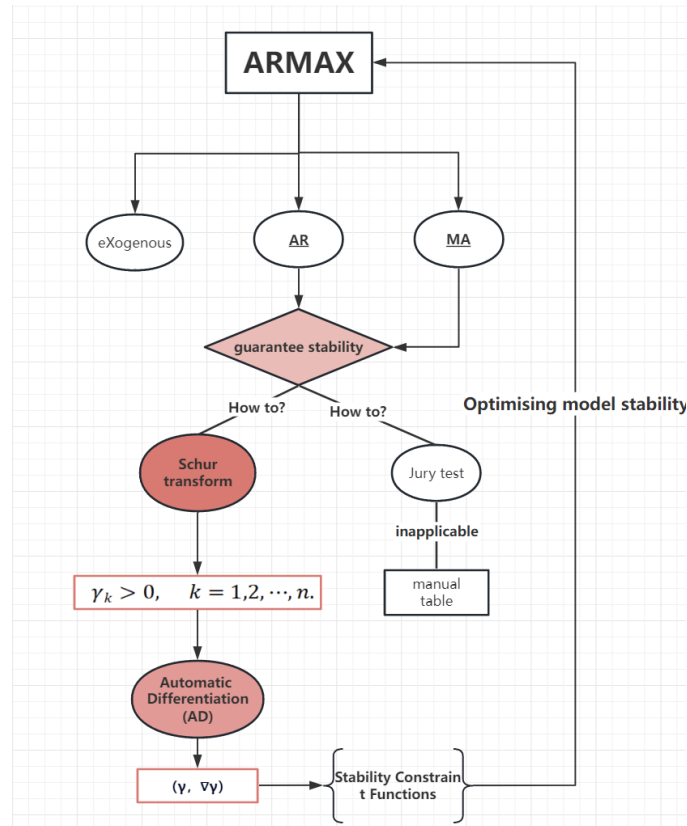 ARMAX
eXogenous
AR
MA
guarantee stability
How to?
How to?
Optimising model stability
Schur
transform
Jury test
inapplicable
manual
table
γₖ > 0,   k = 1,2, ⋯, n.
Automatic
Differentiation
(AD)
(γ, ∇γ)
Stability Constrain
t Functions